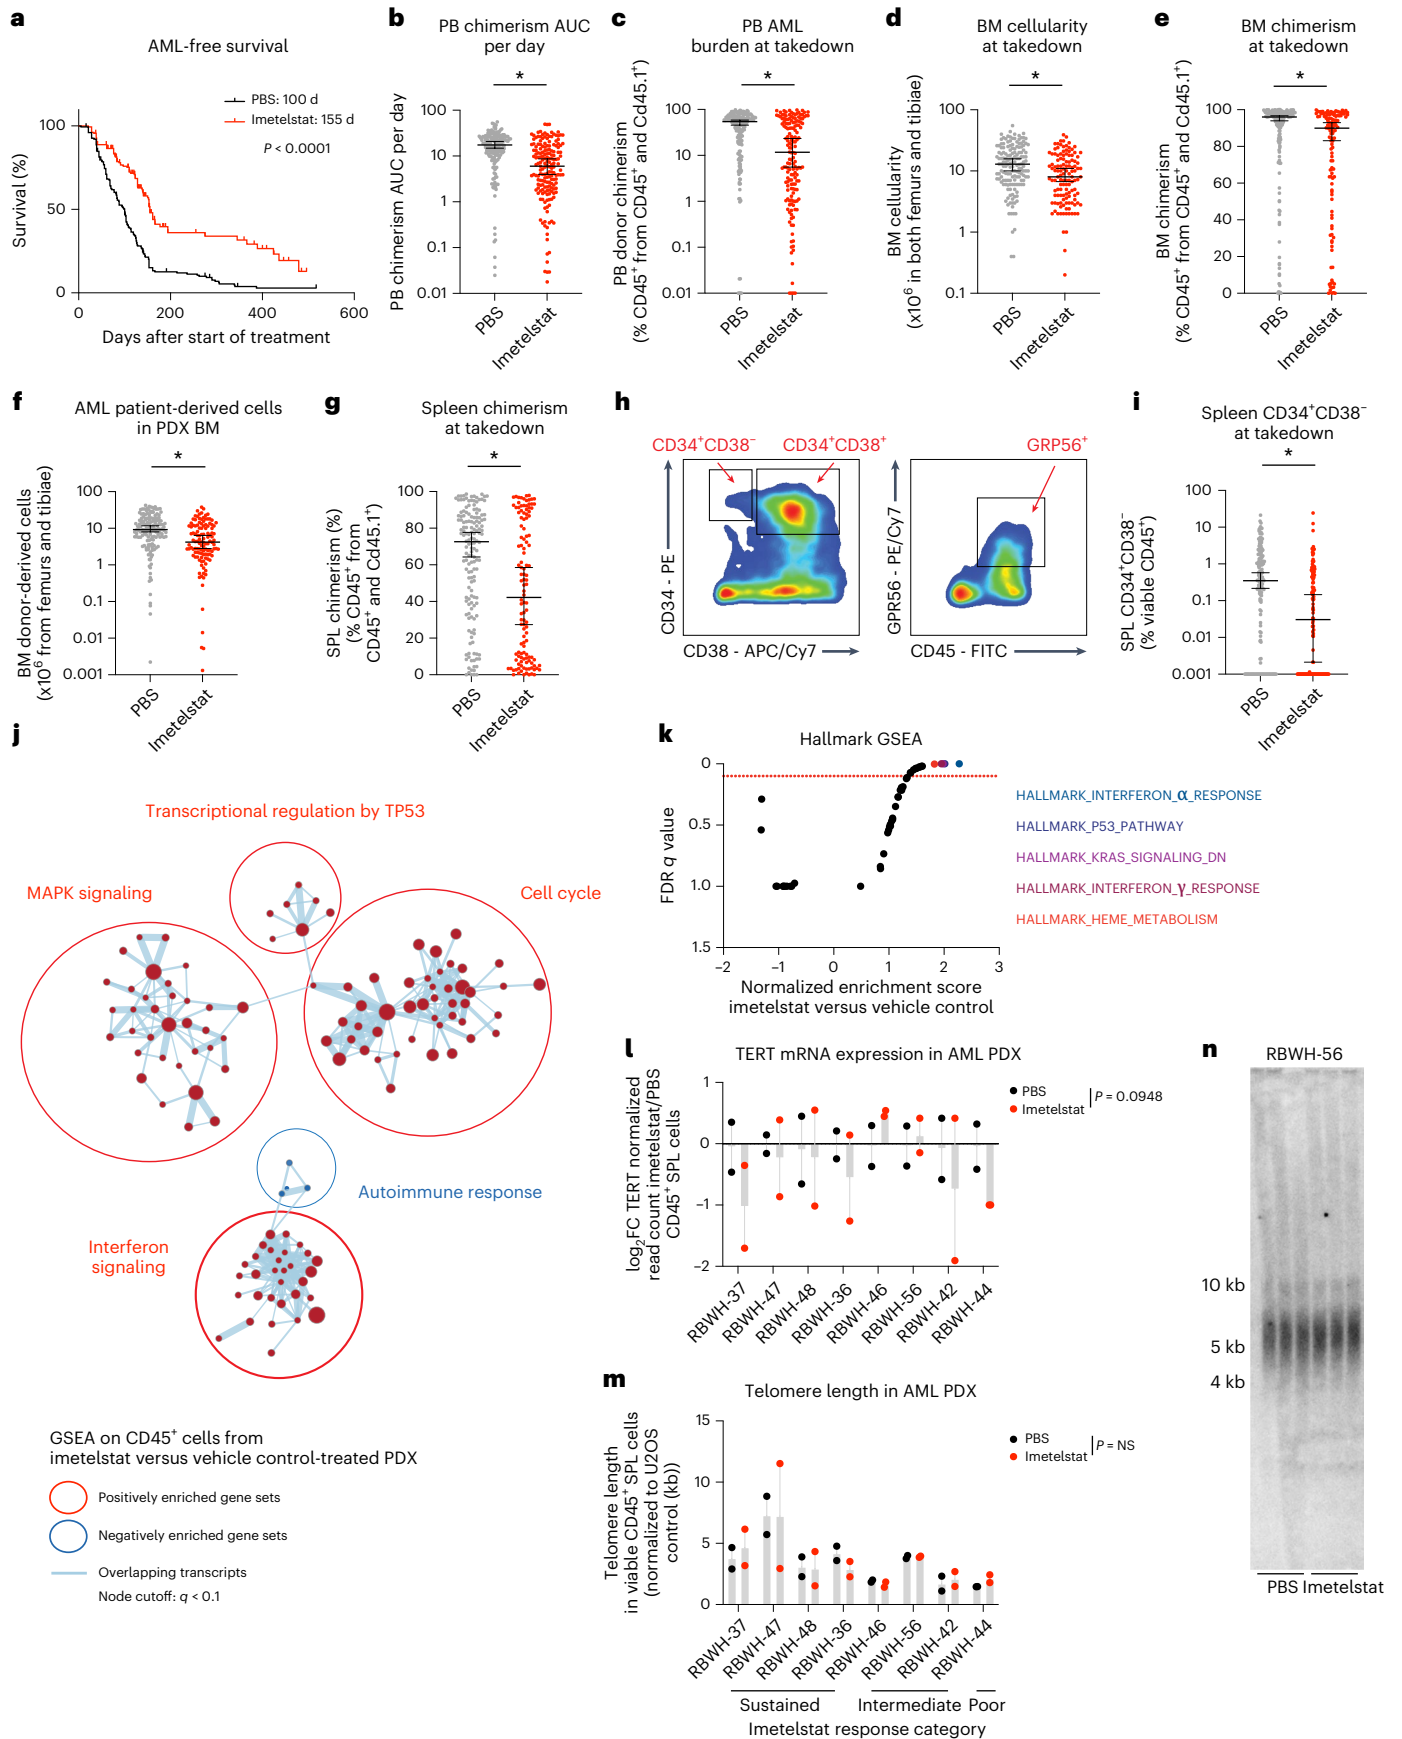 a
AML-free survival
PBS: 100 d
Imetelstat: 155 d
P < 0.0001
Survival (%)
100
50
0
0 200 400 600
Days after start of treatment
b
PB chimerism AUC
per day
*
PB chimerism AUC per day
100
10
1
0.1
0.01
PBS
Imetelstat
c
PB AML
burden at takedown
*
PB donor chimerism
(% CD45+ from CD45+ and Cd45.1+)
100
10
1
0.1
0.01
PBS
Imetelstat
d
BM cellularity
at takedown
*
BM cellularity
(x10⁶ in both femurs and tibiae)
100
10
1
0.1
PBS
Imetelstat
e
BM chimerism
at takedown
*
BM chimerism
(% CD45+ from CD45+ and Cd45.1+)
100
80
60
40
20
0
PBS
Imetelstat
f
AML patient-derived cells
in PDX BM
*
BM donor-derived cells
(x10⁶ from femurs and tibiae)
100
10
1
0.1
0.01
0.001
PBS
Imetelstat
g
Spleen chimerism
at takedown
*
SPL chimerism (%)
(% CD45+ from
CD45+ and Cd45.1+)
100
80
60
40
20
0
PBS
Imetelstat
h
CD34+CD38−
CD34+CD38+
GRP56+
CD34 - PE
CD38 - APC/Cy7
GPR56 - PE/Cy7
CD45 - FITC
i
Spleen CD34+CD38−
at takedown
*
SPL CD34+CD38−
(% viable CD45+)
100
10
1
0.1
0.01
0.001
PBS
Imetelstat
j
Transcriptional regulation by TP53
MAPK signaling
Cell cycle
Autoimmune response
Interferon
signaling
GSEA on CD45+ cells from
imetelstat versus vehicle control-treated PDX
Positively enriched gene sets
Negatively enriched gene sets
Overlapping transcripts
Node cutoff: q < 0.1
k
Hallmark GSEA
FDR q value
0
0.5
1.0
1.5
−2 −1 0 1 2 3
Normalized enrichment score
imetelstat versus vehicle control
HALLMARK_INTERFERON_α_RESPONSE
HALLMARK_P53_PATHWAY
HALLMARK_KRAS_SIGNALING_DN
HALLMARK_INTERFERON_γ_RESPONSE
HALLMARK_HEME_METABOLISM
l
TERT mRNA expression in AML PDX
PBS
Imetelstat
P = 0.0948
log₂FC TERT normalized
read count imetelstat/PBS
CD45+ SPL cells
1
0
−1
−2
RBWH-37
RBWH-47
RBWH-48
RBWH-36
RBWH-46
RBWH-56
RBWH-42
RBWH-44
m
Telomere length in AML PDX
PBS
Imetelstat
P = NS
Telomere length
in viable CD45+ SPL cells
(normalized to U2OS
control (kb))
15
10
5
0
RBWH-37
RBWH-47
RBWH-48
RBWH-36
RBWH-46
RBWH-56
RBWH-42
RBWH-44
Sustained
Intermediate
Poor
Imetelstat response category
n
RBWH-56
10 kb
5 kb
4 kb
PBS Imetelstat